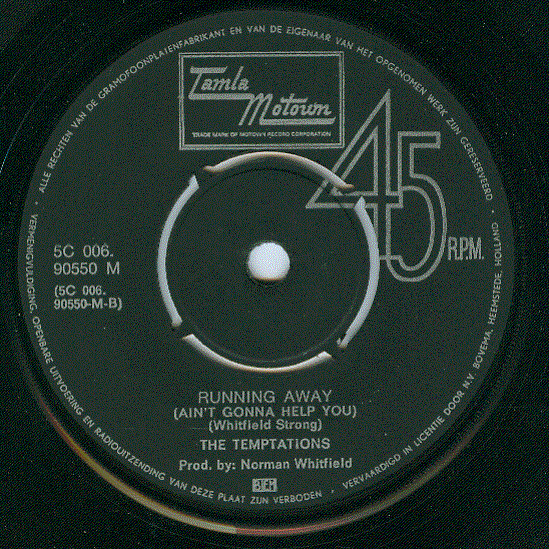 ALLE RECHTEN VAN DE GRAMOFOONPLATENFABRIKANT EN VAN DE EIGENAAR VAN HET OPGENOMEN WERK ZIJN GERESERVEERD •
Tamla
Motown
TRADE MARK OF MOTOWN RECORD CORPORATION
45
R.P.M.
5C 006.
90550 M
(5C 006.
90550-M-B)
RUNNING AWAY
(AIN'T GONNA HELP YOU)
(Whitfield Strong)
THE TEMPTATIONS
Prod. by: Norman Whitfield
• VERMENIGVULDIGING, OPENBARE UITVOERING EN RADIOUITZENDING VAN DEZE PLAAT ZIJN VERBODEN •
VERVAARDIGD IN LICENTIE DOOR N.V. BOVEMA, HEEMSTEDE, HOLLAND •